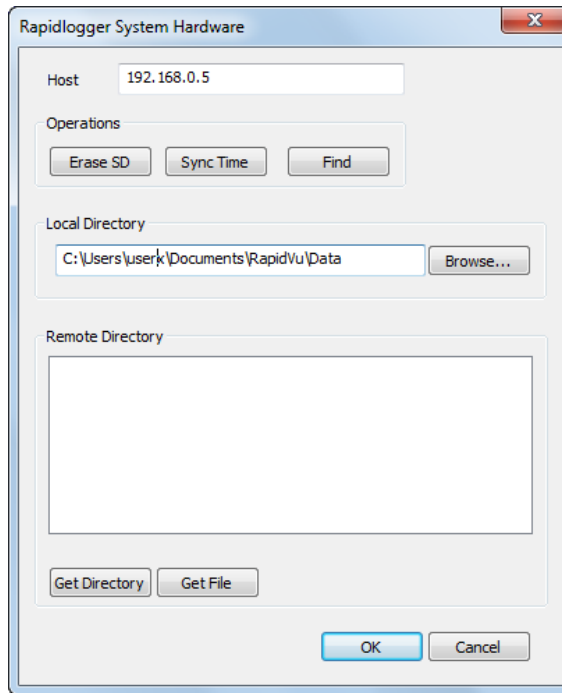 Rapidlogger System Hardware
Host 192.168.0.5
Operations
Erase SD Sync Time Find
Local Directory
C:\Users\userx\Documents\RapidVu\Data Browse...
Remote Directory
Get Directory Get File
OK Cancel